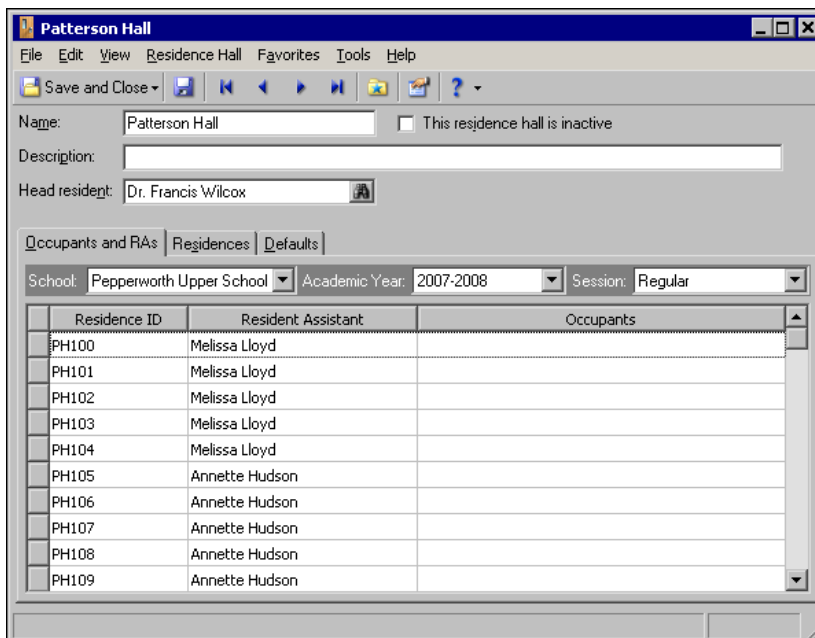 Patterson Hall
File Edit View Residence Hall Favorites Tools Help
Save and Close
Name: Patterson Hall This residence hall is inactive
Description:
Head resident: Dr. Francis Wilcox
Occupants and RAs Residences Defaults
School: Pepperworth Upper School Academic Year: 2007-2008 Session: Regular
Residence ID Resident Assistant Occupants
PH100 Melissa Lloyd
PH101 Melissa Lloyd
PH102 Melissa Lloyd
PH103 Melissa Lloyd
PH104 Melissa Lloyd
PH105 Annette Hudson
PH106 Annette Hudson
PH107 Annette Hudson
PH108 Annette Hudson
PH109 Annette Hudson